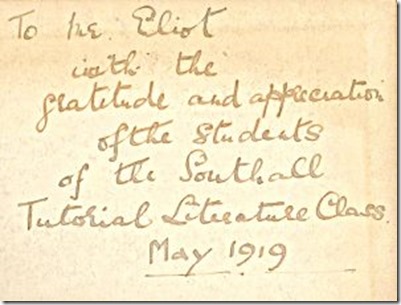 To Mr. Eliot
with the
gratitude and appreciation
of the students
of the Southall
Tutorial Literature Class.
May 1919